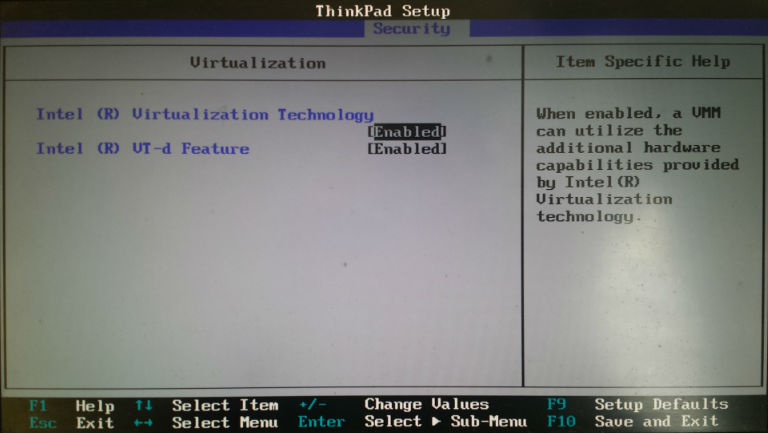 ThinkPad Setup
Security
Virtualization
Item Specific Help
Intel (R) Virtualization Technology
[Enabled]
Intel (R) VT-d Feature [Enabled]
When enabled, a VMM
can utilize the
additional hardware
capabilities provided
by Intel(R)
Virtualization
technology.
F1 Help ↑↓ Select Item +/- Change Values F9 Setup Defaults
Esc Exit ←→ Select Menu Enter Select ▶ Sub-Menu F10 Save and Exit